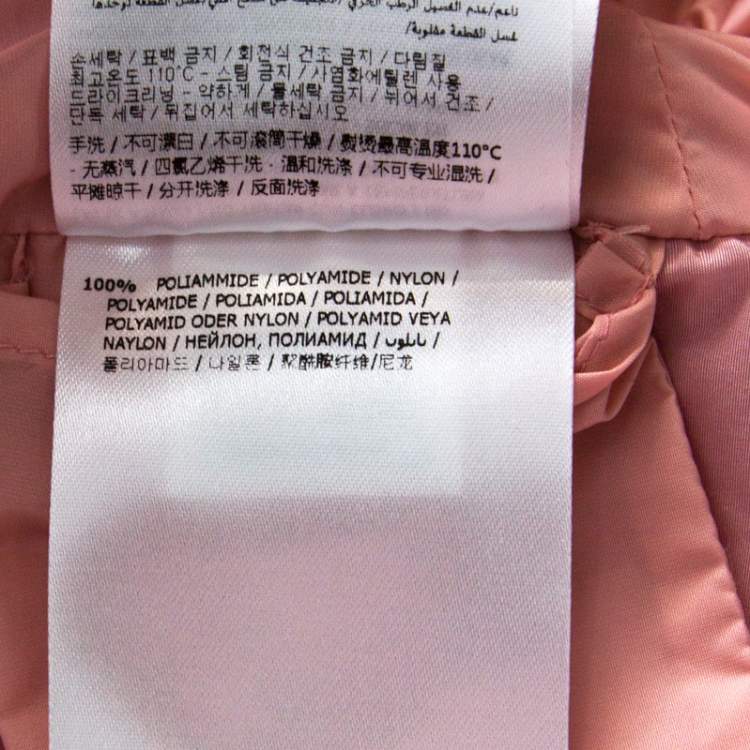 ناعم/عدم الغسيل الرطب الحرفي/التجفيف على
غسل القطعة مقلوبة/
손세탁 / 표백 금지 / 회전식 건조 금지 / 다림질
최고온도 110°C - 스팀 금지 / 사염화에틸렌 사용
드라이크리닝 - 약하게 / 물세탁 금지 / 뉘어서 건조 /
단독 세탁 / 뒤집어서 세탁하십시오
手洗 / 不可漂白 / 不可滾筒干燥 / 熨燙最高溫度110°C
- 无蒸汽 / 四氯乙烯干洗 - 溫和洗涤 / 不可专业湿洗 /
平摊晾干 / 分开洗涤 / 反面洗涤
100% POLIAMMIDE / POLYAMIDE / NYLON /
POLYAMIDE / POLIAMIDA / POLIAMIDA /
POLYAMID ODER NYLON / POLYAMID VEYA
NAYLON / НЕЙЛОН, ПОЛИАМИД / نايلون /
폴리아마드 / 나일론 / 聚酰胺纤维/尼龙